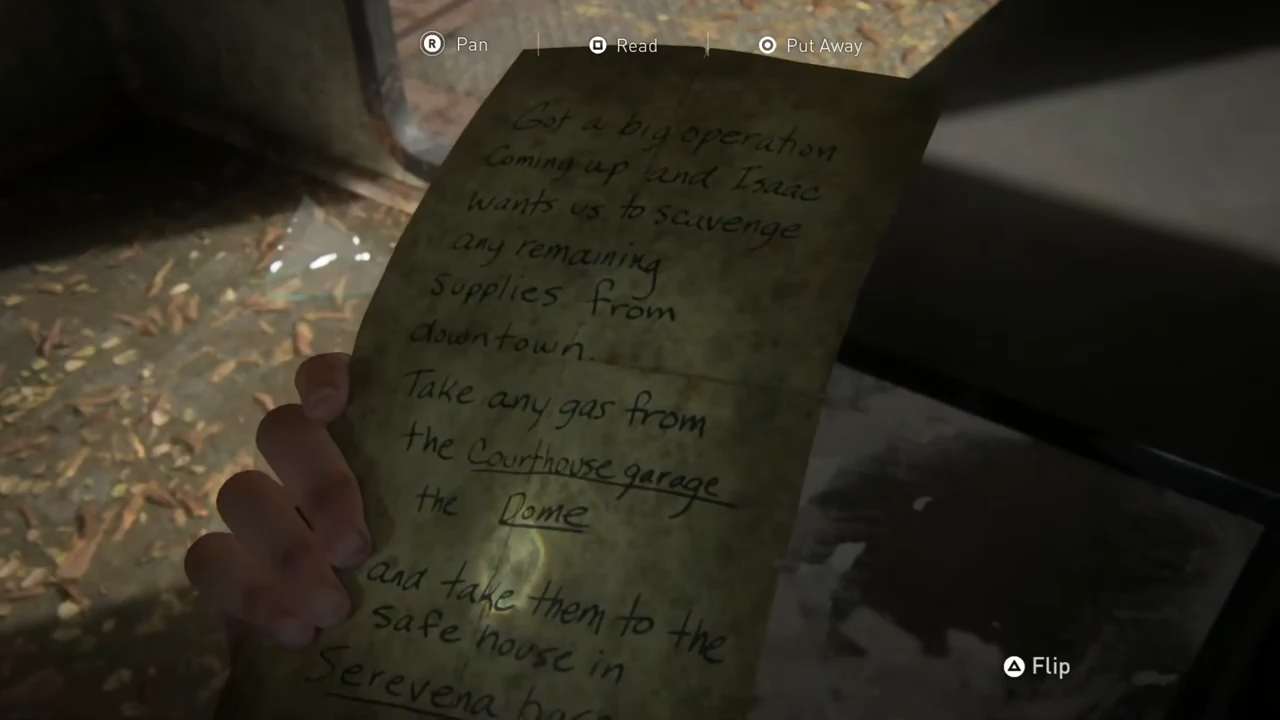 Pan
Read
Put Away
Got a big operation
Coming up and Isaac
wants us to scavenge
any remaining
supplies from
downtown.
Take any gas from
the Courthouse garage
the Dome
and take them to the
safe house in
Serevena
Flip